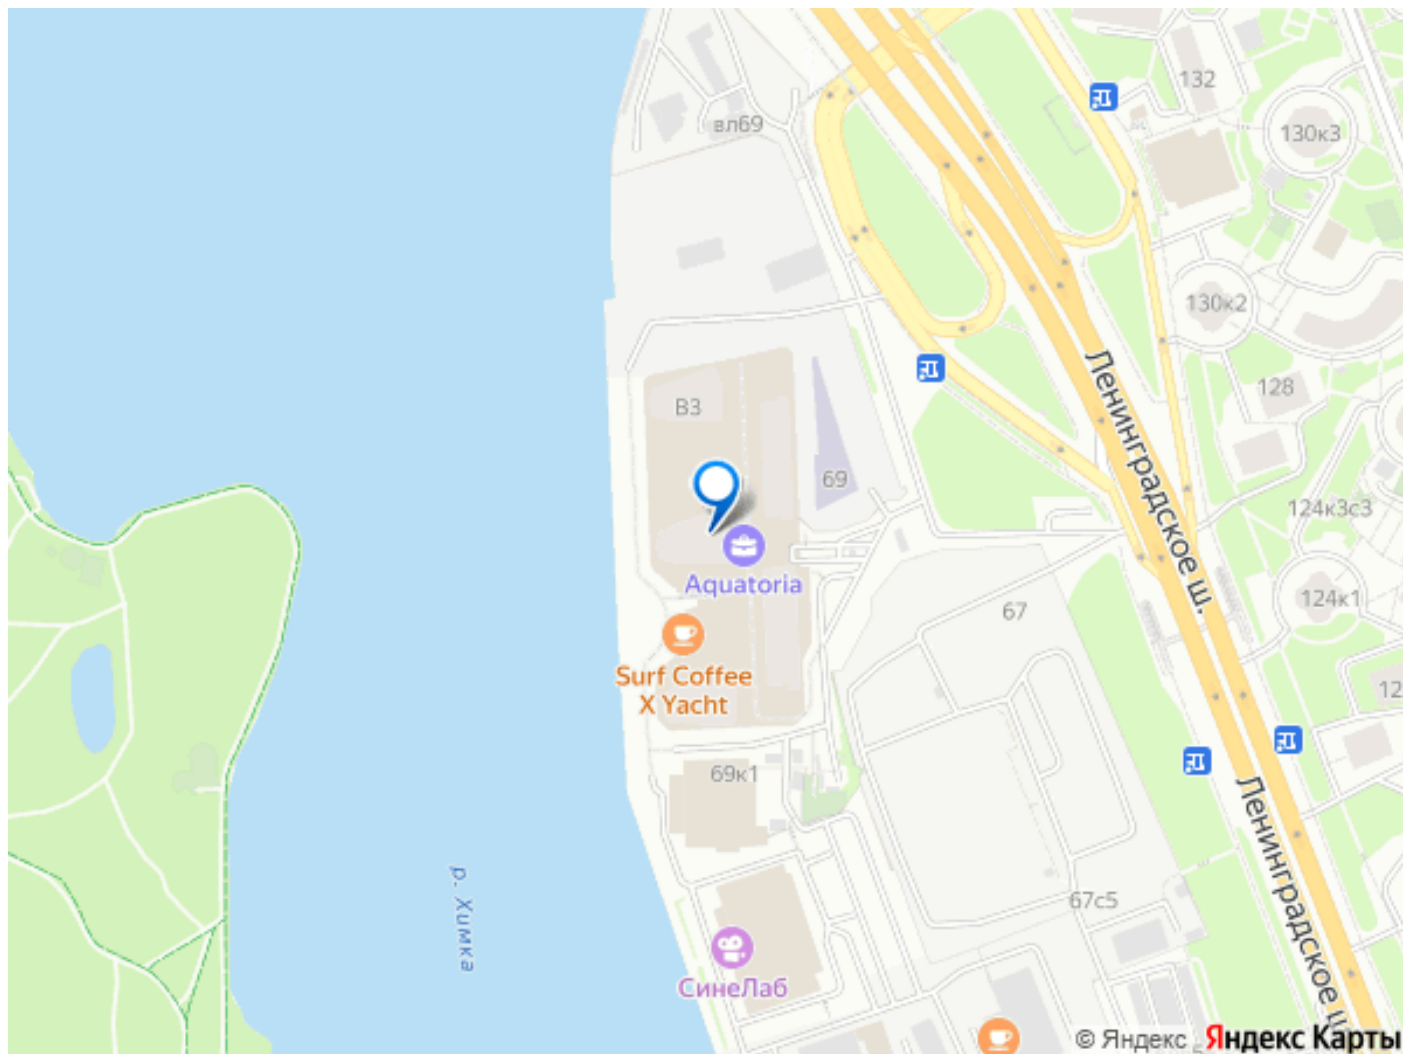 132
130к3
вл69
130к2
Ленинградское ш.
128
В3
69
124к3с3
Aquatoria
124к1
67
Surf Coffee
X Yacht
12
69к1
Ленинградское ш.
р. Химка
67с5
СинеЛаб
© Яндекс Яндекс Карты